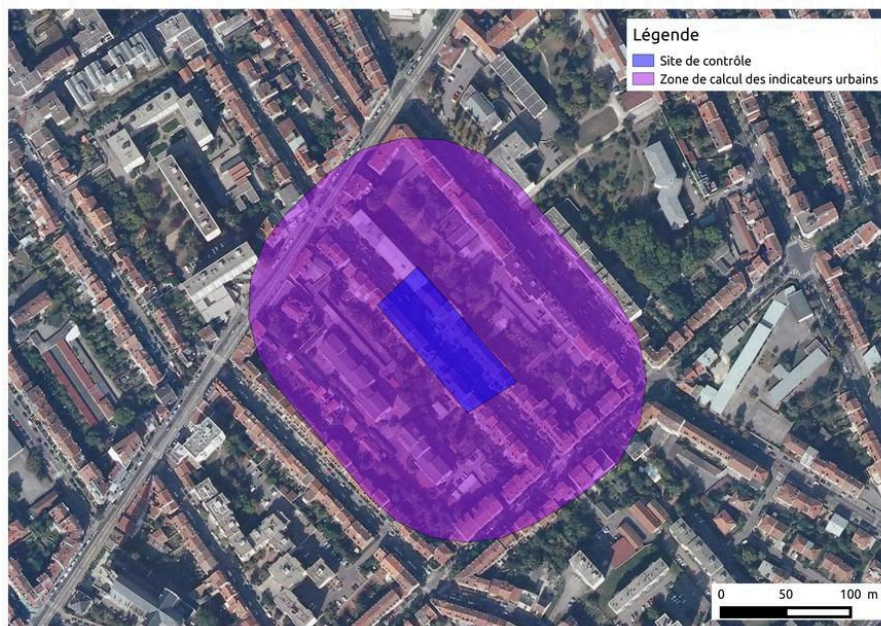 Légende
Site de contrôle
Zone de calcul des indicateurs urbains
0 50 100 m